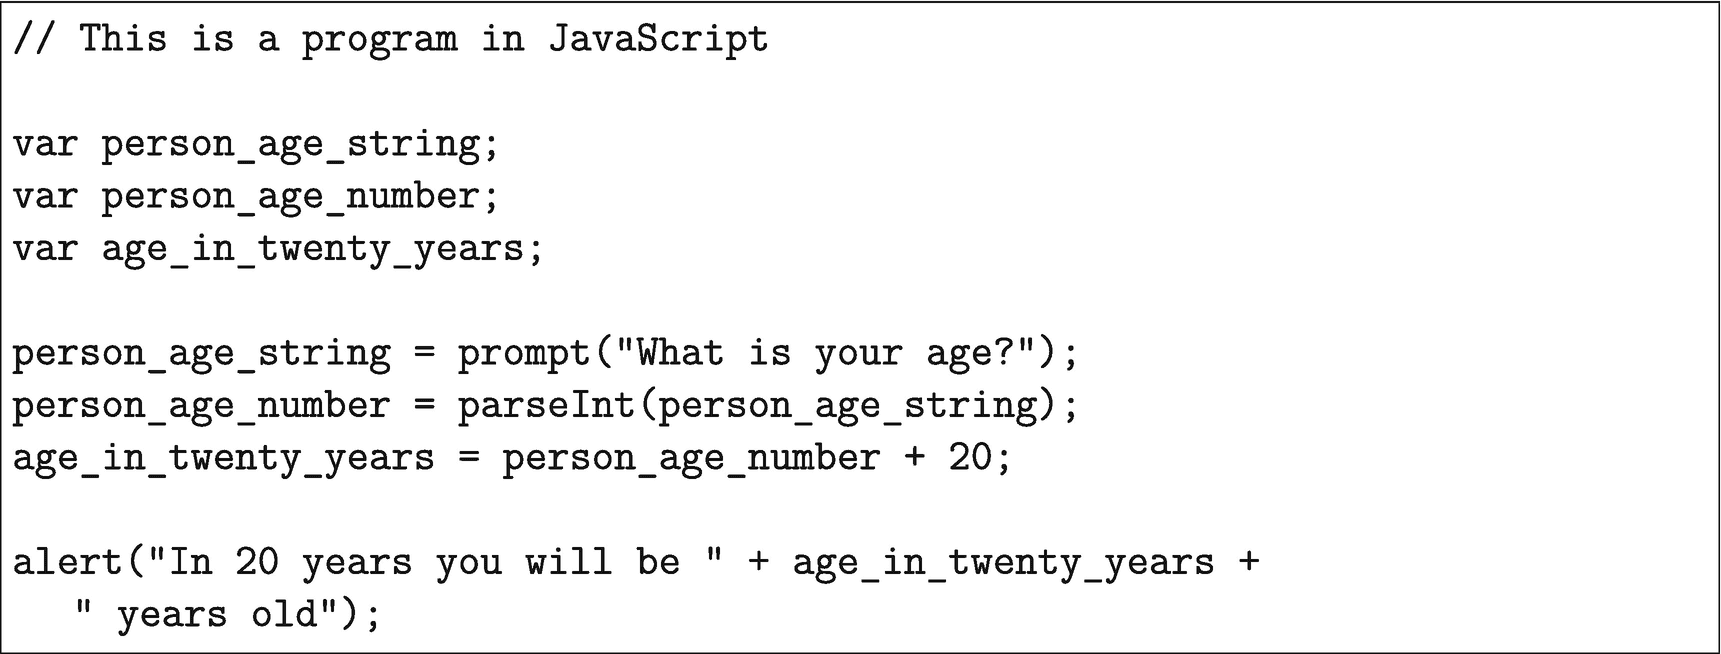 // This is a program in JavaScript
var person_age_string;
var person_age_number;
var age_in_twenty_years;
person_age_string = prompt("What is your age?");
person_age_number = parseInt(person_age_string);
age_in_twenty_years = person_age_number + 20;
alert("In 20 years you will be " + age_in_twenty_years +
" years old");